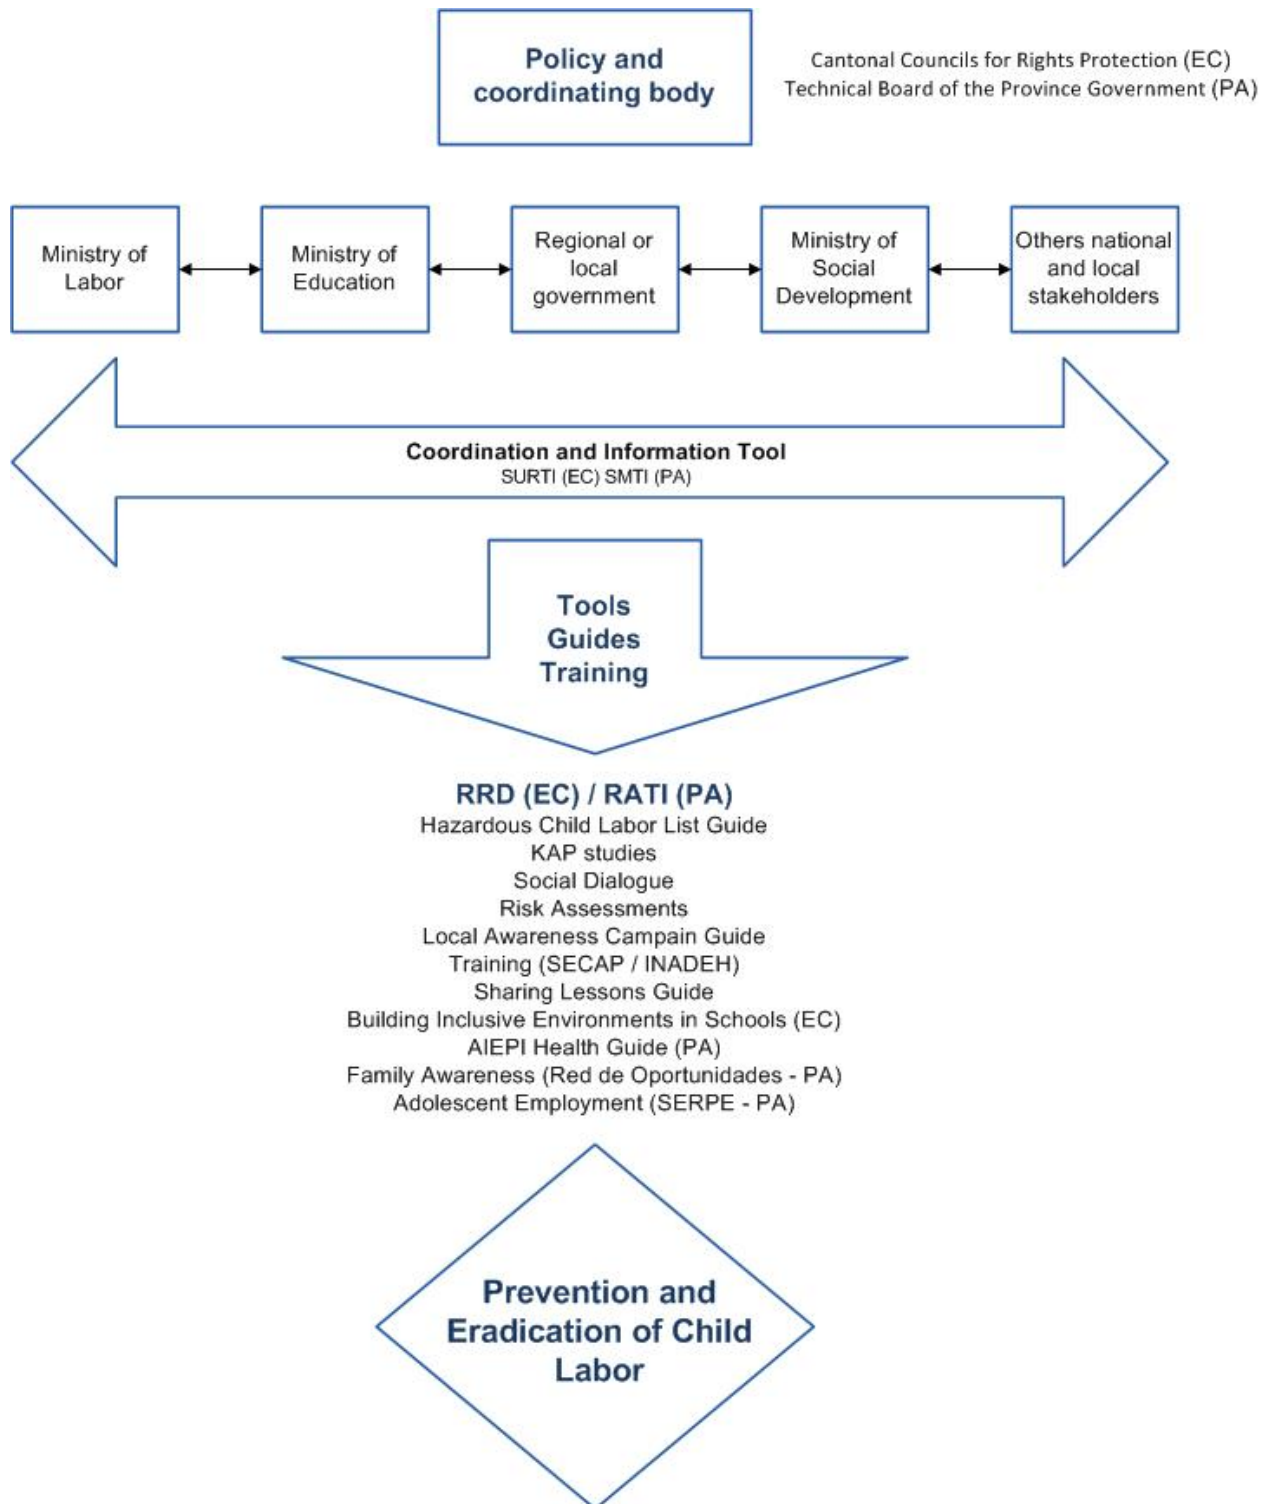 Policy and
coordinating body
Cantonal Councils for Rights Protection (EC)
Technical Board of the Province Government (PA)
Ministry of
Labor
Ministry of
Education
Regional or
local
government
Ministry of
Social
Development
Others national
and local
stakeholders
Coordination and Information Tool
SURTI (EC) SMTI (PA)
Tools
Guides
Training
RRD (EC) / RATI (PA)
Hazardous Child Labor List Guide
KAP studies
Social Dialogue
Risk Assessments
Local Awareness Campain Guide
Training (SECAP / INADEH)
Sharing Lessons Guide
Building Inclusive Environments in Schools (EC)
AIEPI Health Guide (PA)
Family Awareness (Red de Oportunidades - PA)
Adolescent Employment (SERPE - PA)
Prevention and
Eradication of Child
Labor